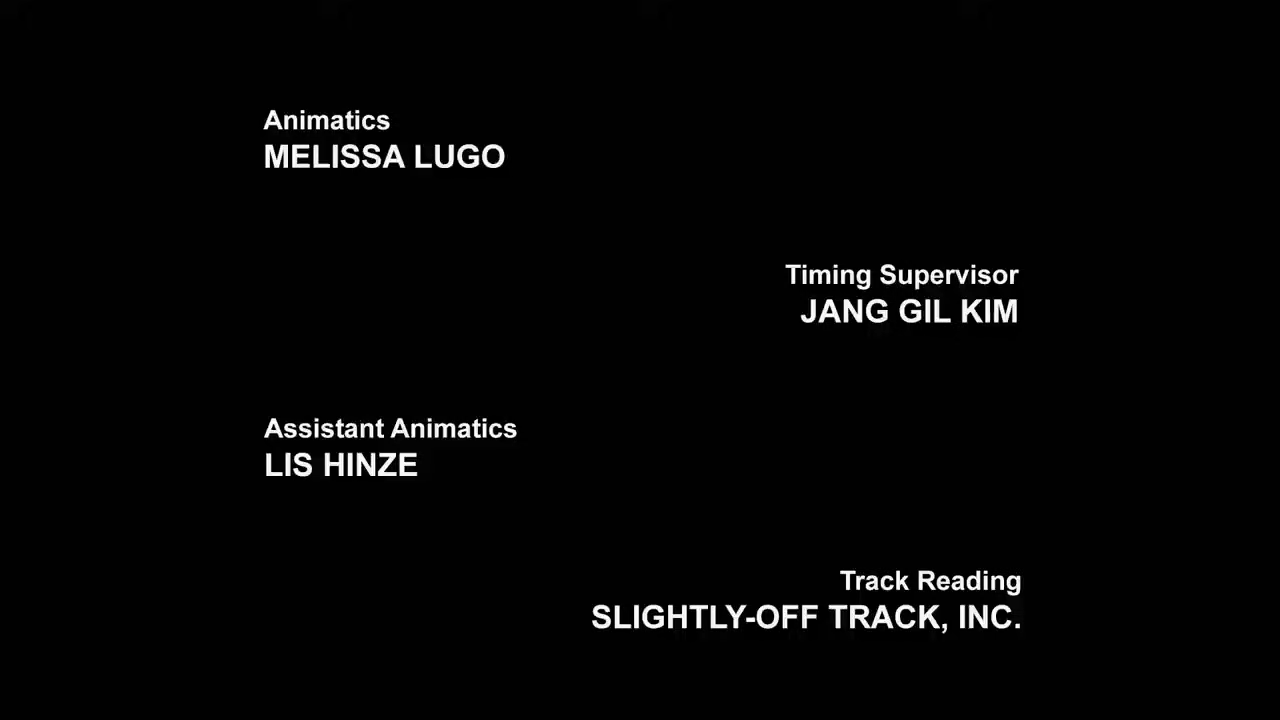 Animatics
MELISSA LUGO
Timing Supervisor
JANG GIL KIM
Assistant Animatics
LIS HINZE
Track Reading
SLIGHTLY-OFF TRACK, INC.